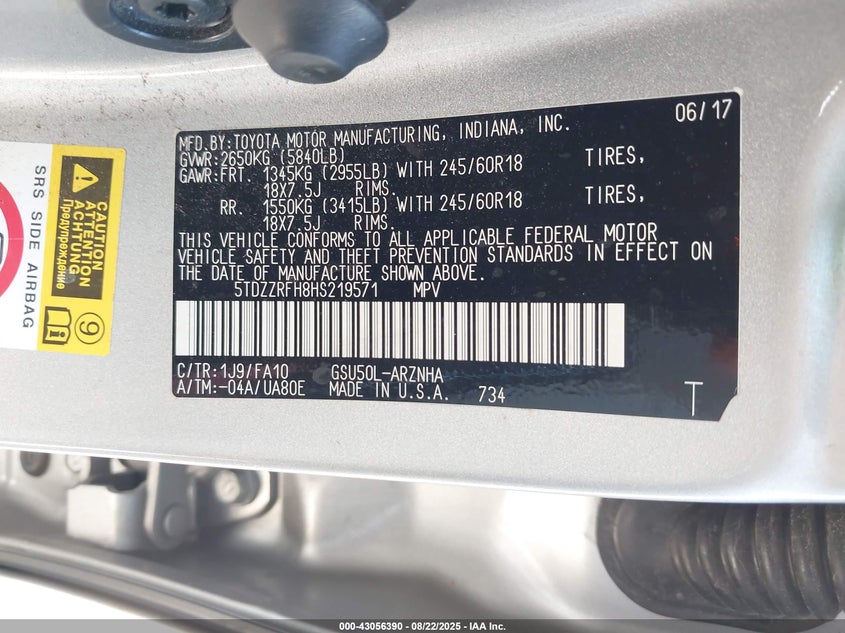 06/17
MFD.BY:TOYOTA MOTOR MANUFACTURING, INDIANA, INC.
GVWR:2650KG (5840LB)
GAWR:FRT. 1345KG (2955LB) WITH 245/60R18 TIRES,
18X7.5J RIMS.
RR. 1550KG (3415LB) WITH 245/60R18 TIRES,
18X7.5J RIMS.
THIS VEHICLE CONFORMS TO ALL APPLICABLE FEDERAL MOTOR
VEHICLE SAFETY AND THEFT PREVENTION STANDARDS IN EFFECT ON
THE DATE OF MANUFACTURE SHOWN ABOVE.
5TDZZRFH8HS219571 MPV
C/TR:1J9/FA10 GSU50L-ARZNHA
A/TM:-04A/UA80E MADE IN U.S.A. 734
T
SRS SIDE AIRBAG
CAUTION
ATTENTION
ACHTUNG
Предупреждение
i
9
000-43056390 - 08/22/2025 - IAA Inc.